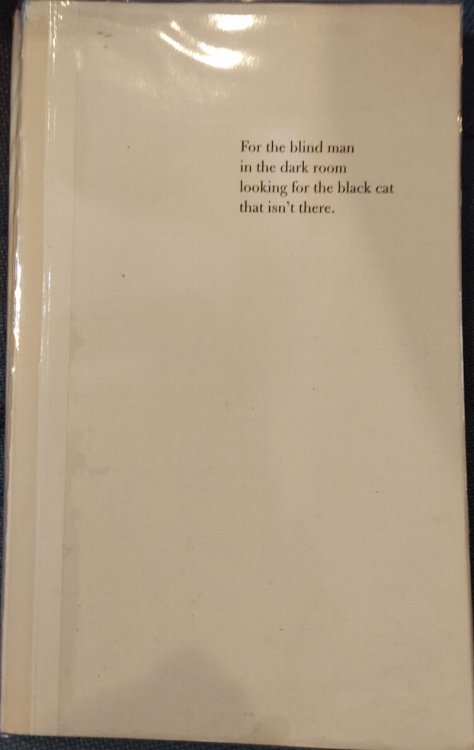 For the blind man
in the dark room
looking for the black cat
that isn't there.